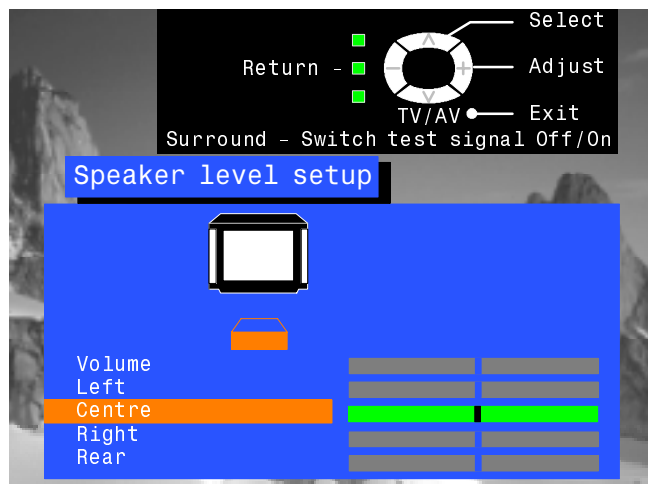 Select
Return -
Adjust
TV/AV
Exit
Surround - Switch test signal Off/On
Speaker level setup
Volume
Left
Centre
Right
Rear